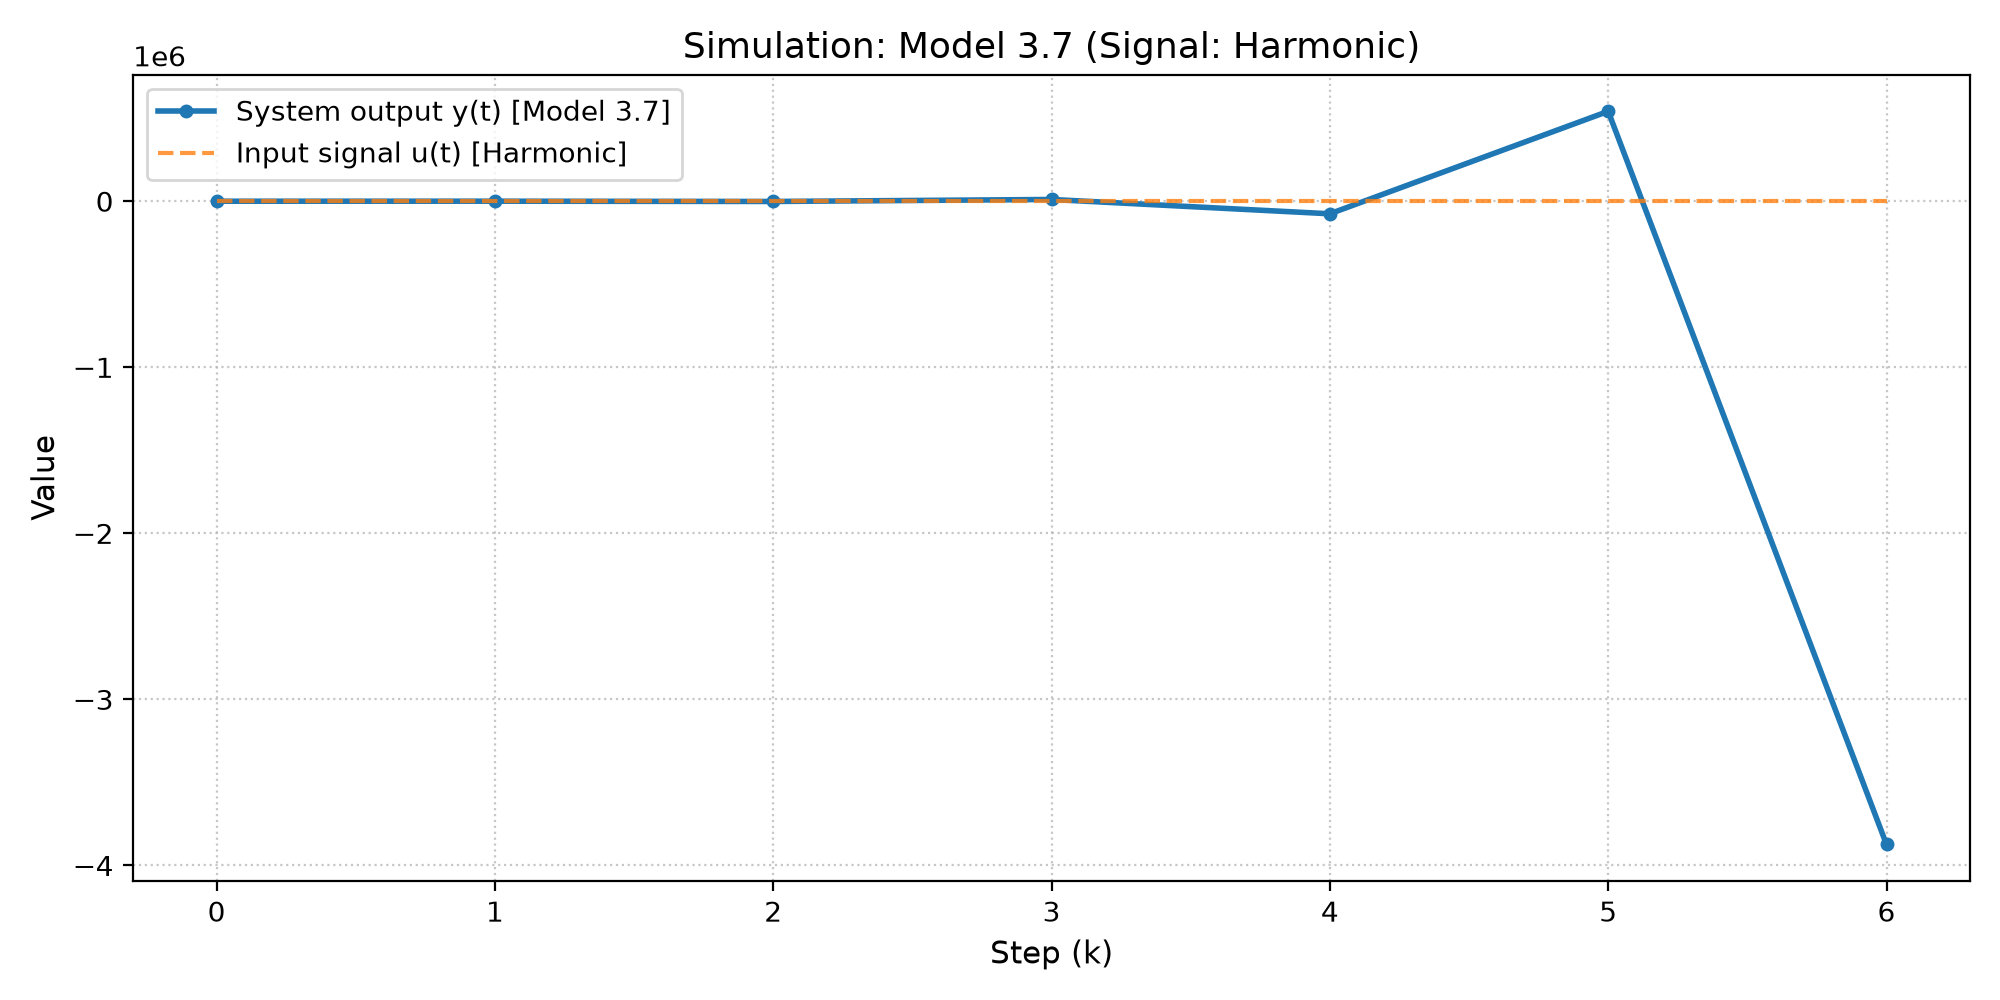 Simulation: Model 3.7 (Signal: Harmonic)
1e6
System output y(t) [Model 3.7]
Input signal u(t) [Harmonic]
0
−1
−2
−3
−4
Value
0 1 2 3 4 5 6
Step (k)